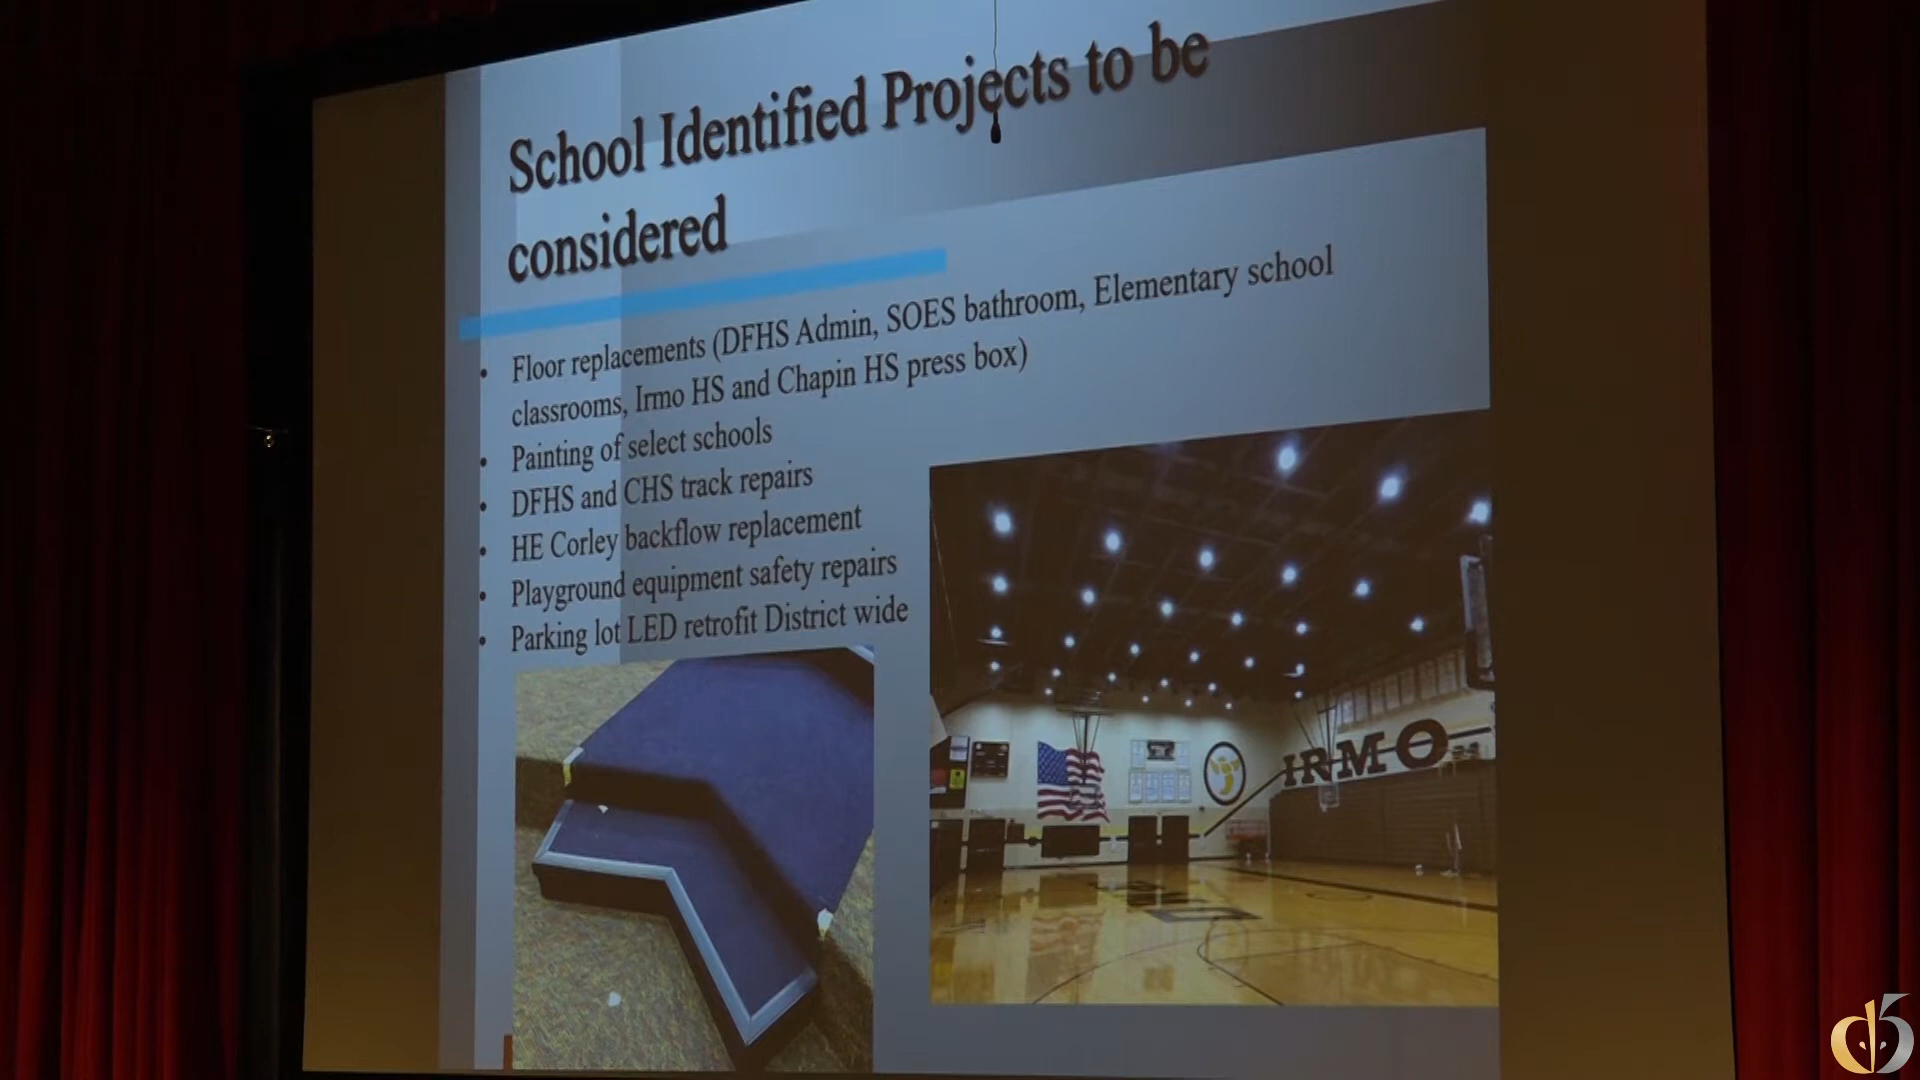 School Identified Projects to be
considered
• Floor replacements (DFHS Admin, SOES bathroom, Elementary school
classrooms, Irmo HS and Chapin HS press box)
• Painting of select schools
• DFHS and CHS track repairs
• HE Corley backflow replacement
• Playground equipment safety repairs
• Parking lot LED retrofit District wide
IRMO
d5